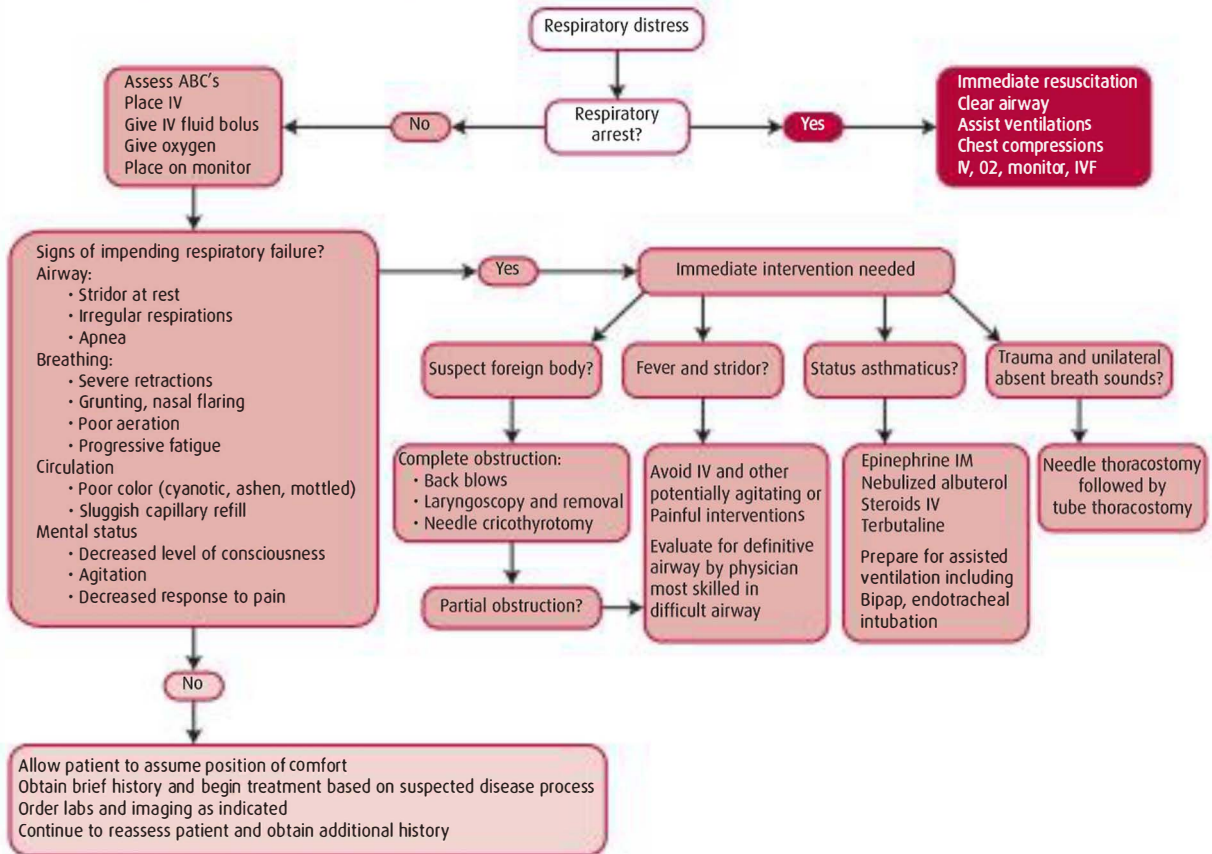 Respiratory distress
Respiratory
arrest?
No
Yes
Assess ABC's
Place IV
Give IV fluid bolus
Give oxygen
Place on monitor
Immediate resuscitation
Clear airway
Assist ventilations
Chest compressions
IV, 02, monitor, IVF
Signs of impending respiratory failure?
Airway:
• Stridor at rest
• Irregular respirations
• Apnea
Breathing:
• Severe retractions
• Grunting, nasal flaring
• Poor aeration
• Progressive fatigue
Circulation
• Poor color (cyanotic, ashen, mottled)
• Sluggish capillary refill
Mental status
• Decreased level of consciousness
• Agitation
• Decreased response to pain
Yes
Immediate intervention needed
Suspect foreign body?
Fever and stridor?
Status asthmaticus?
Trauma and unilateral
absent breath sounds?
Complete obstruction:
• Back blows
• Laryngoscopy and removal
• Needle cricothyrotomy
Partial obstruction?
Avoid IV and other
potentially agitating or
Painful interventions
Evaluate for definitive
airway by physician
most skilled in
difficult airway
Epinephrine IM
Nebulized albuterol
Steroids IV
Terbutaline
Prepare for assisted
ventilation including
Bipap, endotracheal
intubation
Needle thoracostomy
followed by
tube thoracostomy
No
Allow patient to assume position of comfort
Obtain brief history and begin treatment based on suspected disease process
Order labs and imaging as indicated
Continue to reassess patient and obtain additional history